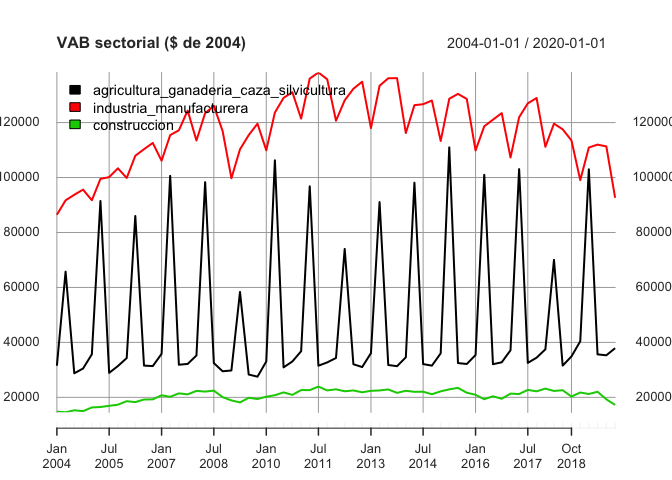 VAB sectorial ($ de 2004) 2004-01-01 / 2020-01-01
agricultura_ganaderia_caza_silvicultura
industria_manufacturera
construccion
120000 120000
100000 100000
80000 80000
60000 60000
40000 40000
20000 20000
Jan Jul Jan Jul Jan Jul Jan Jul Jan Jul Oct
2004 2005 2007 2008 2010 2011 2013 2014 2016 2017 2018